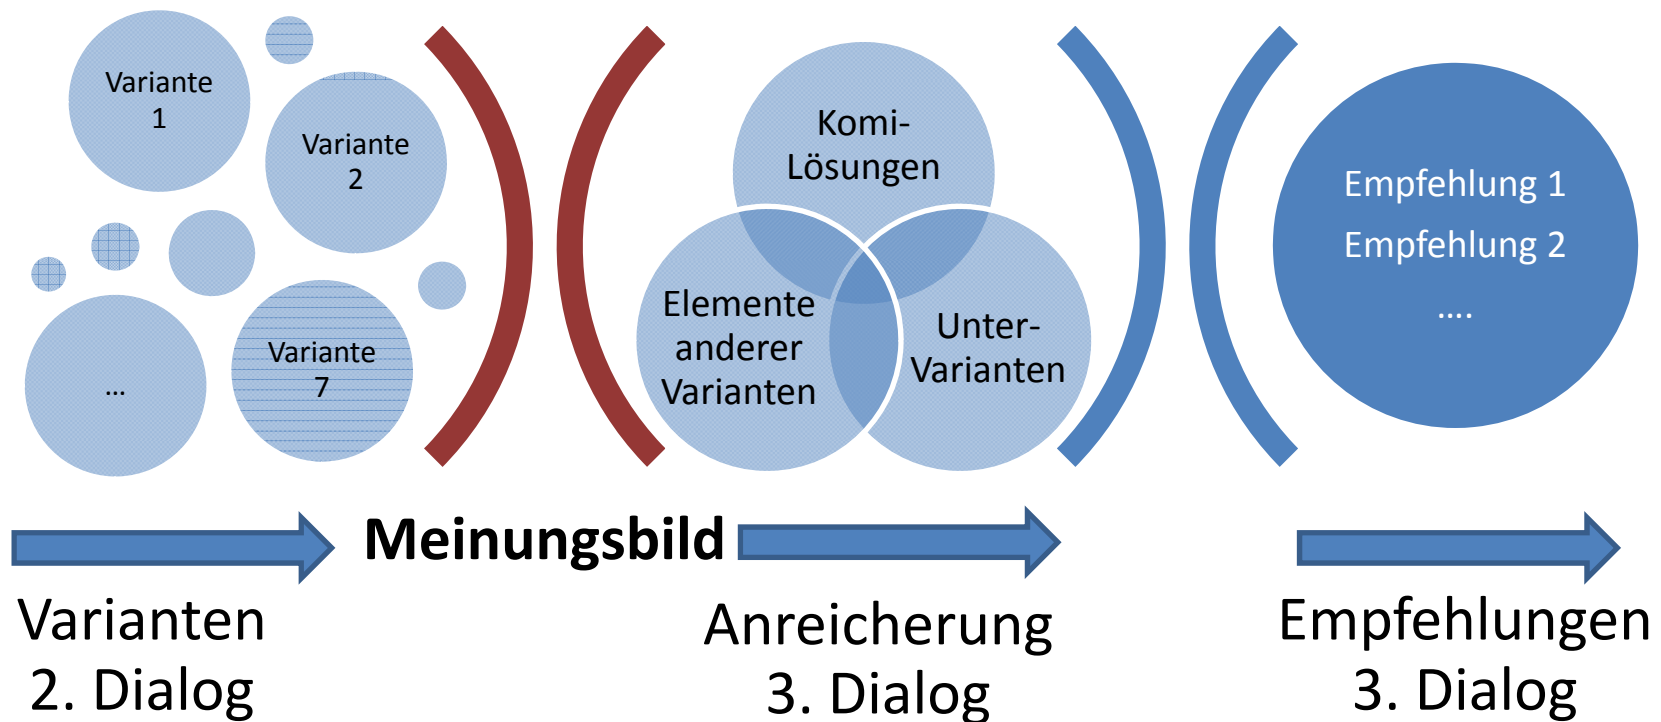 Variante
1
Variante
2
...
Variante
7
Komi-
Lösungen
Elemente
anderer
Varianten
Unter-
Varianten
Empfehlung 1
Empfehlung 2
....
Meinungsbild
Varianten
2. Dialog
Anreicherung
3. Dialog
Empfehlungen
3. Dialog